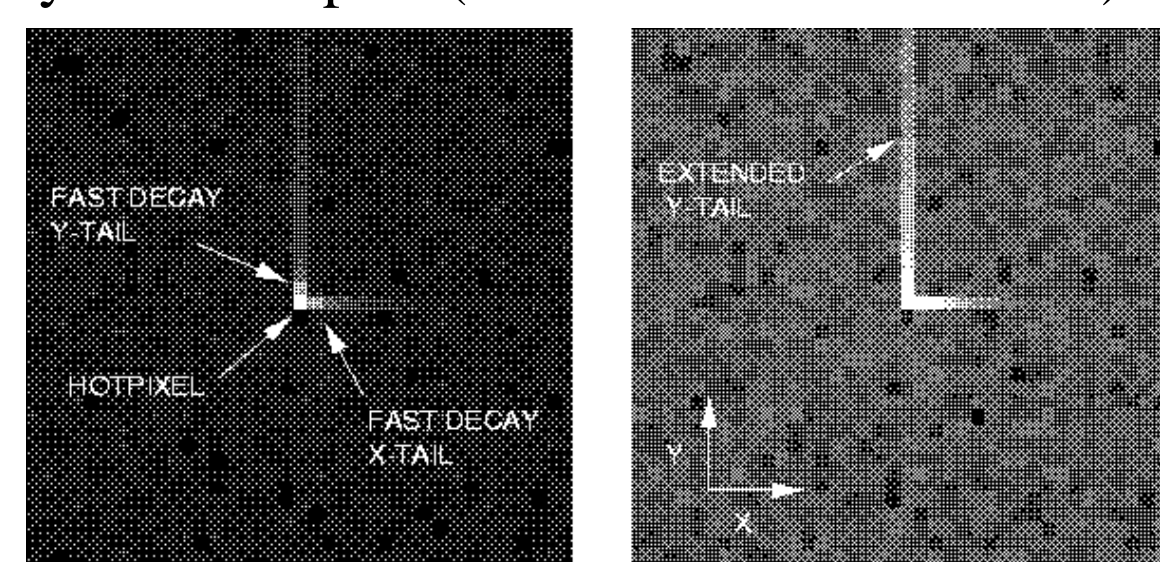 FAST DECAY
Y-TAIL
HOTPIXEL
FAST DECAY
X-TAIL
EXTENDED
Y-TAIL
Y
X